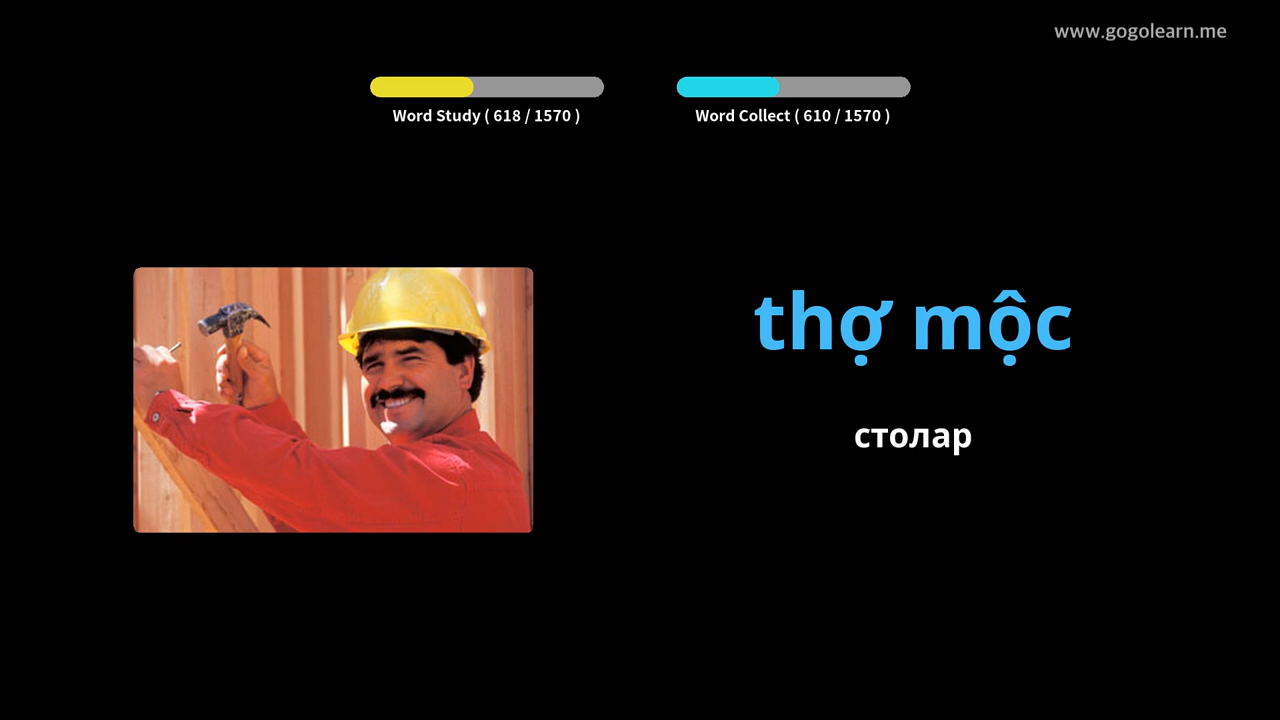 www.gogolearn.me
Word Study ( 618 / 1570 )
Word Collect ( 610 / 1570 )
thợ mộc
столар